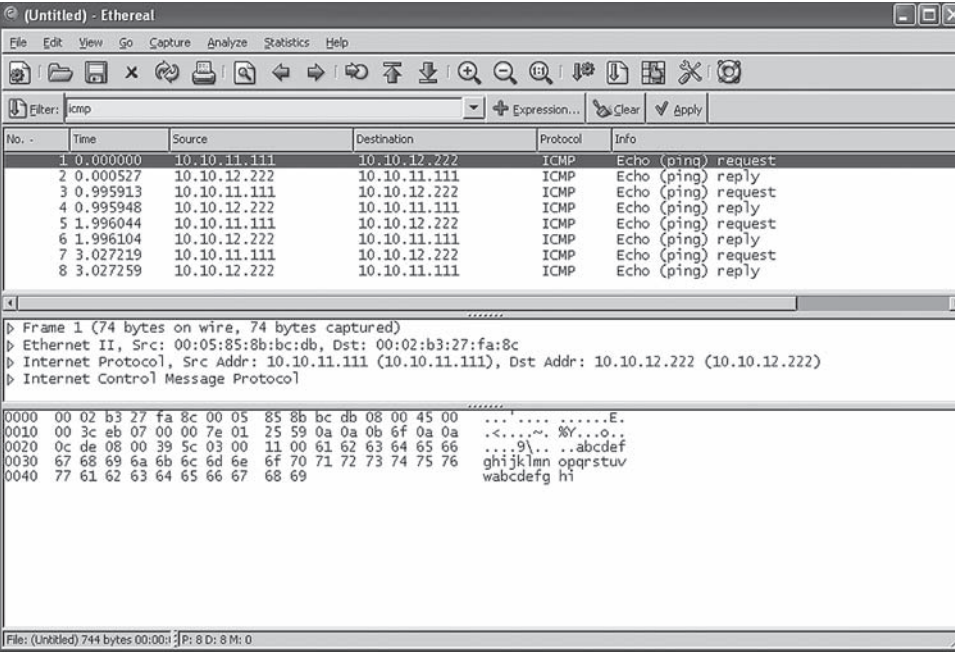 (Untitled) - Ethereal
File Edit View Go Capture Analyze Statistics Help
Filter: icmp Expression... Clear Apply
No. - Time Source Destination Protocol Info
1 0.000000 10.10.11.111 10.10.12.222 ICMP Echo (ping) request
2 0.000527 10.10.12.222 10.10.11.111 ICMP Echo (ping) reply
3 0.995913 10.10.11.111 10.10.12.222 ICMP Echo (ping) request
4 0.995948 10.10.12.222 10.10.11.111 ICMP Echo (ping) reply
5 1.996044 10.10.11.111 10.10.12.222 ICMP Echo (ping) request
6 1.996104 10.10.12.222 10.10.11.111 ICMP Echo (ping) reply
7 3.027219 10.10.11.111 10.10.12.222 ICMP Echo (ping) request
8 3.027259 10.10.12.222 10.10.11.111 ICMP Echo (ping) reply
Frame 1 (74 bytes on wire, 74 bytes captured)
Ethernet II, Src: 00:05:85:8b:bc:db, Dst: 00:02:b3:27:fa:8c
Internet Protocol, Src Addr: 10.10.11.111 (10.10.11.111), Dst Addr: 10.10.12.222 (10.10.12.222)
Internet Control Message Protocol
0000 00 02 b3 27 fa 8c 00 05 85 8b bc db 08 00 45 00 ...'.... ......E.
0010 00 3c eb 07 00 00 7e 01 25 59 0a 0a 0b 6f 0a 0a .<....~. %Y...o..
0020 0c de 08 00 39 5c 03 00 11 00 61 62 63 64 65 66 ....9\.. ..abcdef
0030 67 68 69 6a 6b 6c 6d 6e 6f 70 71 72 73 74 75 76 ghijklmn opqrstuv
0040 77 61 62 63 64 65 66 67 68 69 wabcdefg hi
File: (Untitled) 744 bytes 00:00: P: 8 D: 8 M: 0